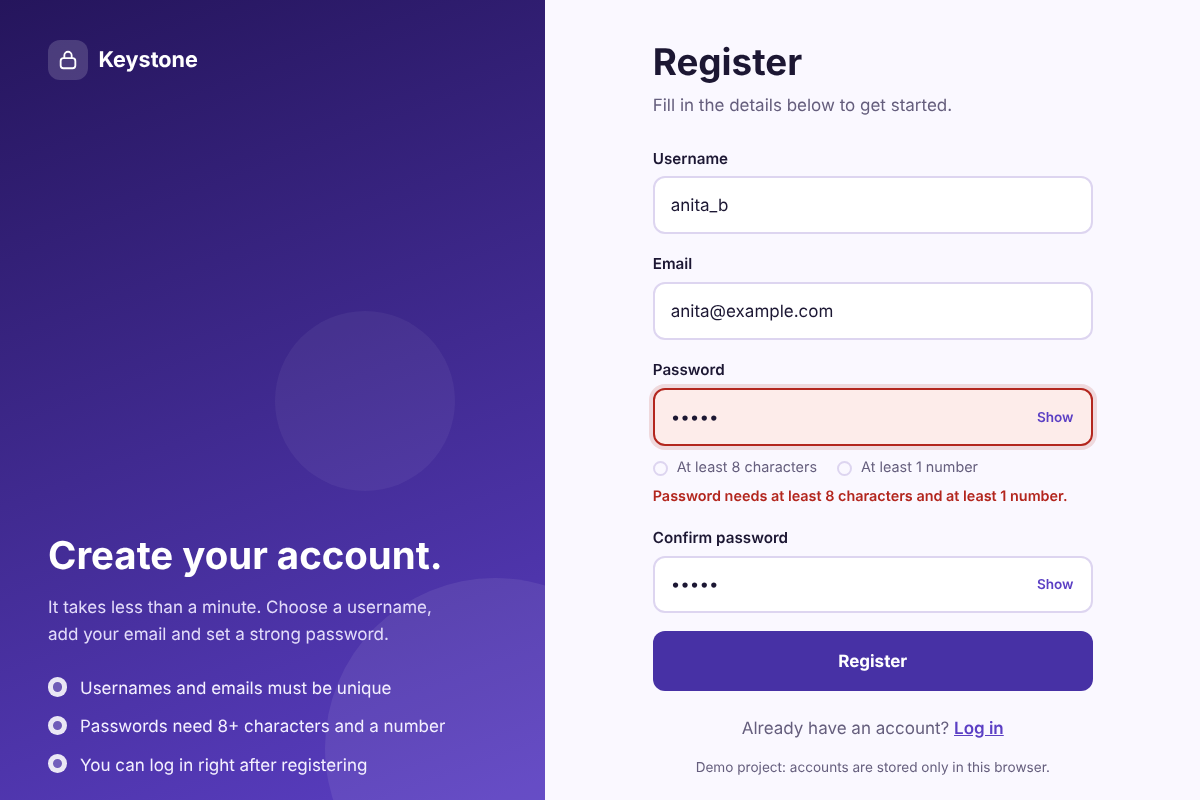 Keystone
Create your account.
It takes less than a minute. Choose a username,
add your email and set a strong password.
Usernames and emails must be unique
Passwords need 8+ characters and a number
You can log in right after registering
Register
Fill in the details below to get started.
Username
anita_b
Email
anita@example.com
Password
••••• Show
At least 8 characters At least 1 number
Password needs at least 8 characters and at least 1 number.
Confirm password
••••• Show
Register
Already have an account? Log in
Demo project: accounts are stored only in this browser.